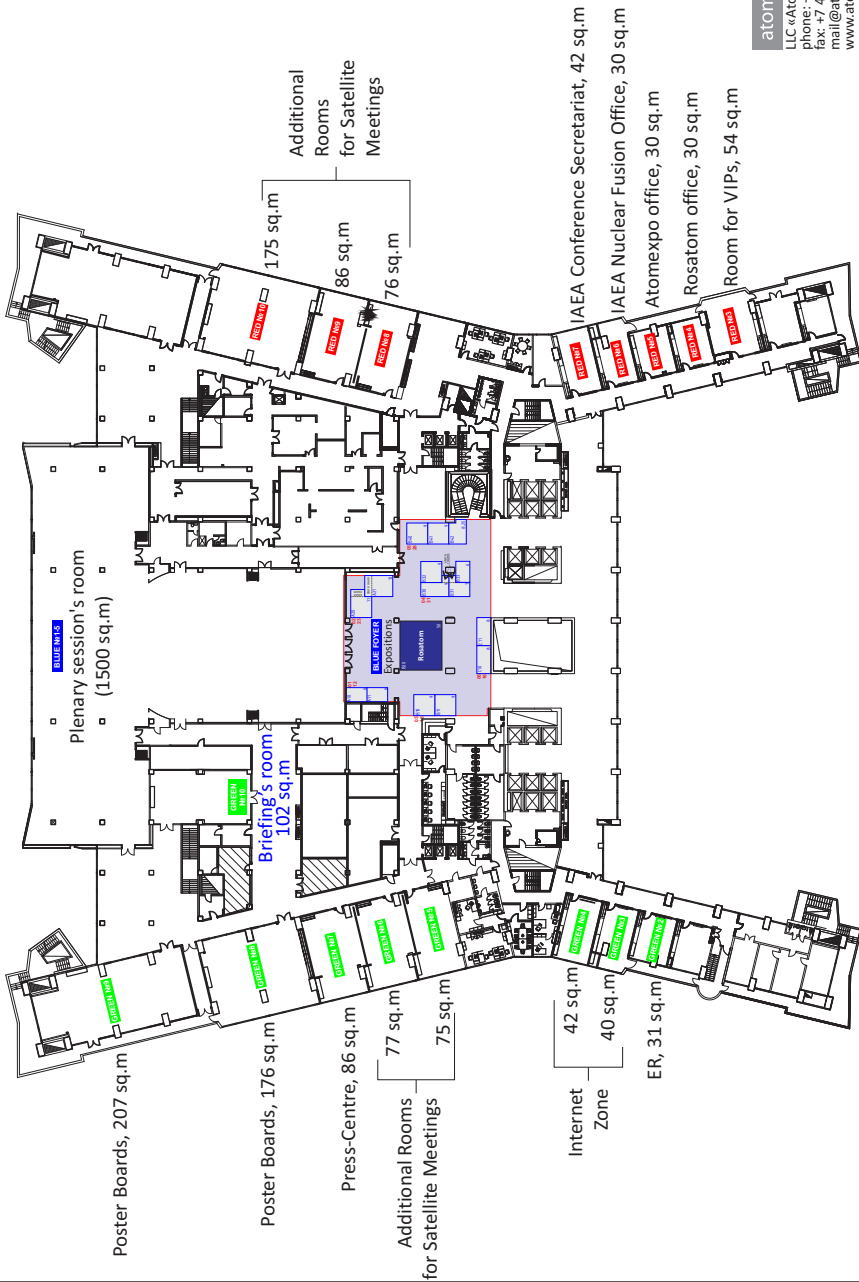 BLUE №1-5
Plenary session's room
(1500 sq.m)
GREEN
№10
Briefing's room
102 sq.m
BLUE FOYER
Expositions
Rosatom
Poster Boards, 207 sq.m
GREEN №9
Poster Boards, 176 sq.m
GREEN №8
Press-Centre, 86 sq.m
GREEN №7
77 sq.m
GREEN №6
75 sq.m
GREEN №5
Additional Rooms
for Satellite Meetings
42 sq.m
GREEN №4
40 sq.m
GREEN №3
Internet
Zone
ER, 31 sq.m
GREEN №2
Additional
Rooms
for Satellite
Meetings
175 sq.m
RED №10
86 sq.m
RED №9
76 sq.m
RED №8
IAEA Conference Secretariat, 42 sq.m
RED №7
IAEA Nuclear Fusion Office, 30 sq.m
RED №6
Atomexpo office, 30 sq.m
RED №5
Rosatom office, 30 sq.m
RED №4
Room for VIPs, 54 sq.m
RED №3
atom
LLC «Ato
phone: +
fax: +7 4
mail@at
www.ato